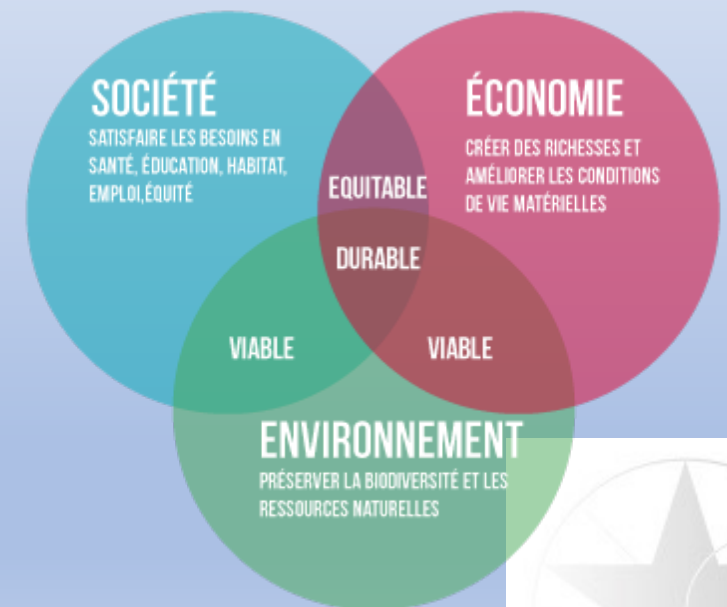 SOCIÉTÉ
SATISFAIRE LES BESOINS EN
SANTÉ, ÉDUCATION, HABITAT,
EMPLOI,ÉQUITÉ
ÉCONOMIE
CRÉER DES RICHESSES ET
AMÉLIORER LES CONDITIONS
DE VIE MATÉRIELLES
EQUITABLE
DURABLE
VIABLE
VIABLE
ENVIRONNEMENT
PRÉSERVER LA BIODIVERSITÉ ET LES
RESSOURCES NATURELLES